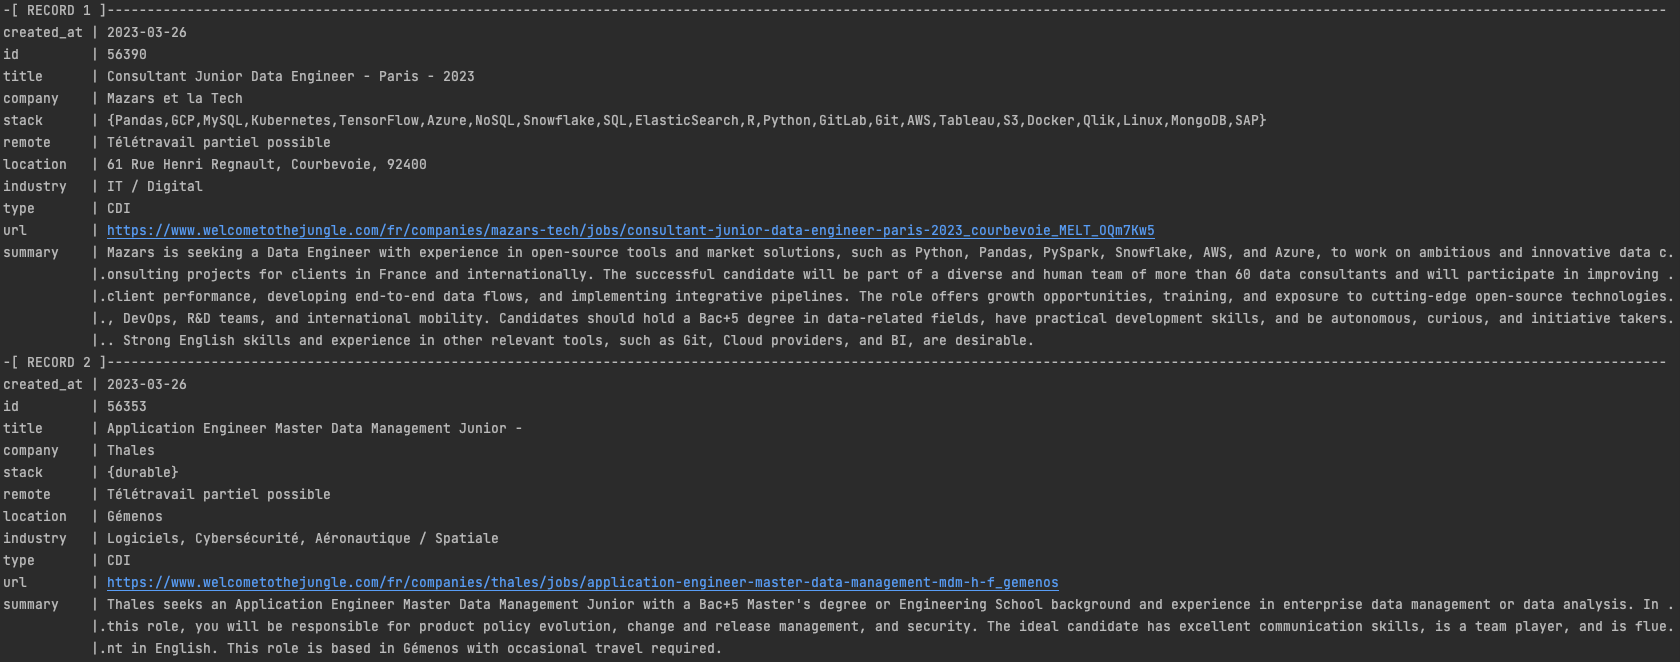 -[ RECORD 1 ]---------------------------------------------------------------------------------------------------------------------------------------------------------------------------------------------------
created_at | 2023-03-26
id         | 56390
title      | Consultant Junior Data Engineer - Paris - 2023
company    | Mazars et la Tech
stack      | {Pandas,GCP,MySQL,Kubernetes,TensorFlow,Azure,NoSQL,Snowflake,SQL,ElasticSearch,R,Python,GitLab,Git,AWS,Tableau,S3,Docker,Qlik,Linux,MongoDB,SAP}
remote     | Télétravail partiel possible
location   | 61 Rue Henri Regnault, Courbevoie, 92400
industry   | IT / Digital
type       | CDI
url        | https://www.welcometothejungle.com/fr/companies/mazars-tech/jobs/consultant-junior-data-engineer-paris-2023_courbevoie_MELT_OQm7Kw5
summary    | Mazars is seeking a Data Engineer with experience in open-source tools and market solutions, such as Python, Pandas, PySpark, Snowflake, AWS, and Azure, to work on ambitious and innovative data c.
           |.onsulting projects for clients in France and internationally. The successful candidate will be part of a diverse and human team of more than 60 data consultants and will participate in improving .
           |.client performance, developing end-to-end data flows, and implementing integrative pipelines. The role offers growth opportunities, training, and exposure to cutting-edge open-source technologies.
           |., DevOps, R&D teams, and international mobility. Candidates should hold a Bac+5 degree in data-related fields, have practical development skills, and be autonomous, curious, and initiative takers.
           |.. Strong English skills and experience in other relevant tools, such as Git, Cloud providers, and BI, are desirable.
-[ RECORD 2 ]---------------------------------------------------------------------------------------------------------------------------------------------------------------------------------------------------
created_at | 2023-03-26
id         | 56353
title      | Application Engineer Master Data Management Junior -
company    | Thales
stack      | {durable}
remote     | Télétravail partiel possible
location   | Gémenos
industry   | Logiciels, Cybersécurité, Aéronautique / Spatiale
type       | CDI
url        | https://www.welcometothejungle.com/fr/companies/thales/jobs/application-engineer-master-data-management-mdm-h-f_gemenos
summary    | Thales seeks an Application Engineer Master Data Management Junior with a Bac+5 Master's degree or Engineering School background and experience in enterprise data management or data analysis. In .
           |.this role, you will be responsible for product policy evolution, change and release management, and security. The ideal candidate has excellent communication skills, is a team player, and is flue.
           |.nt in English. This role is based in Gémenos with occasional travel required.